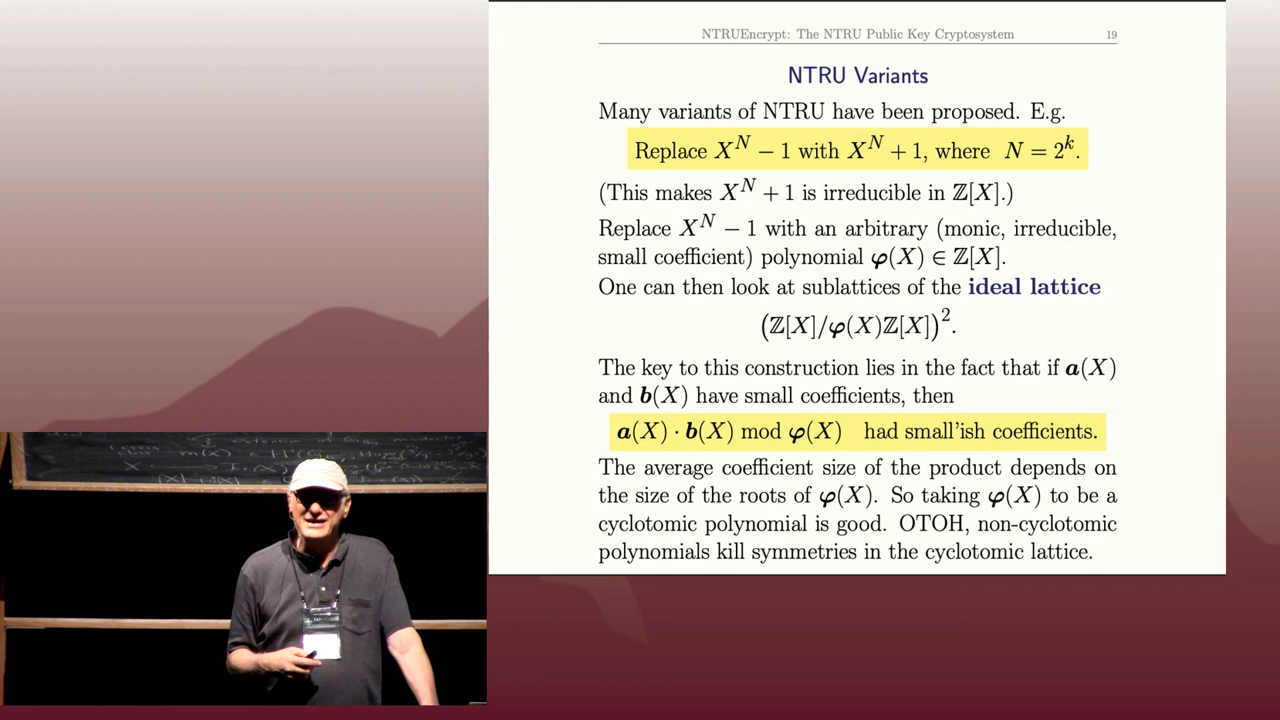 NTRUEncrypt: The NTRU Public Key Cryptosystem 19
NTRU Variants
Many variants of NTRU have been proposed. E.g.
Replace X^N − 1 with X^N + 1, where N = 2^k.
(This makes X^N + 1 is irreducible in ℤ[X].)
Replace X^N − 1 with an arbitrary (monic, irreducible,
small coefficient) polynomial φ(X) ∈ ℤ[X].
One can then look at sublattices of the ideal lattice
(ℤ[X]/φ(X)ℤ[X])^2.
The key to this construction lies in the fact that if a(X)
and b(X) have small coefficients, then
a(X) · b(X) mod φ(X) had small'ish coefficients.
The average coefficient size of the product depends on
the size of the roots of φ(X). So taking φ(X) to be a
cyclotomic polynomial is good. OTOH, non-cyclotomic
polynomials kill symmetries in the cyclotomic lattice.